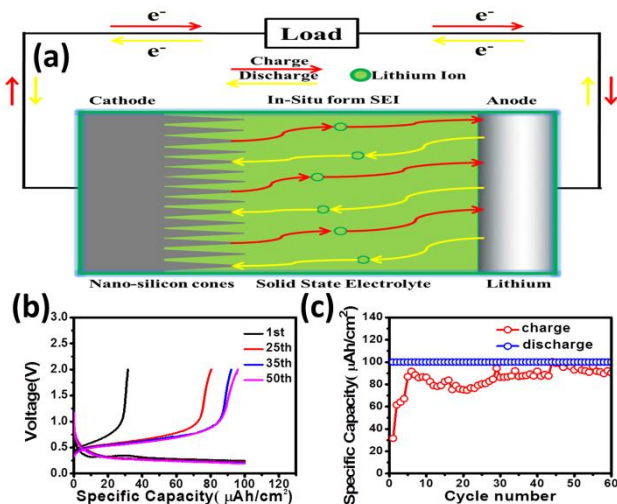 e⁻ e⁻
(a) Load
e⁻ e⁻
Charge
Discharge Lithium Ion
Cathode In-Situ form SEI Anode
Nano-silicon cones Solid State Electrolyte Lithium
(b)
Voltage(V)
2.5
2.0
1.5
1.0
0.5
0.0
0 20 40 60 80 100 120
Specific Capacity( μAh/cm²)
1st
25th
35th
50th
(c)
Specific Capacity( μAh/cm²)
140
120
100
80
60
40
20
0
0 10 20 30 40 50 60
Cycle number
charge
discharge